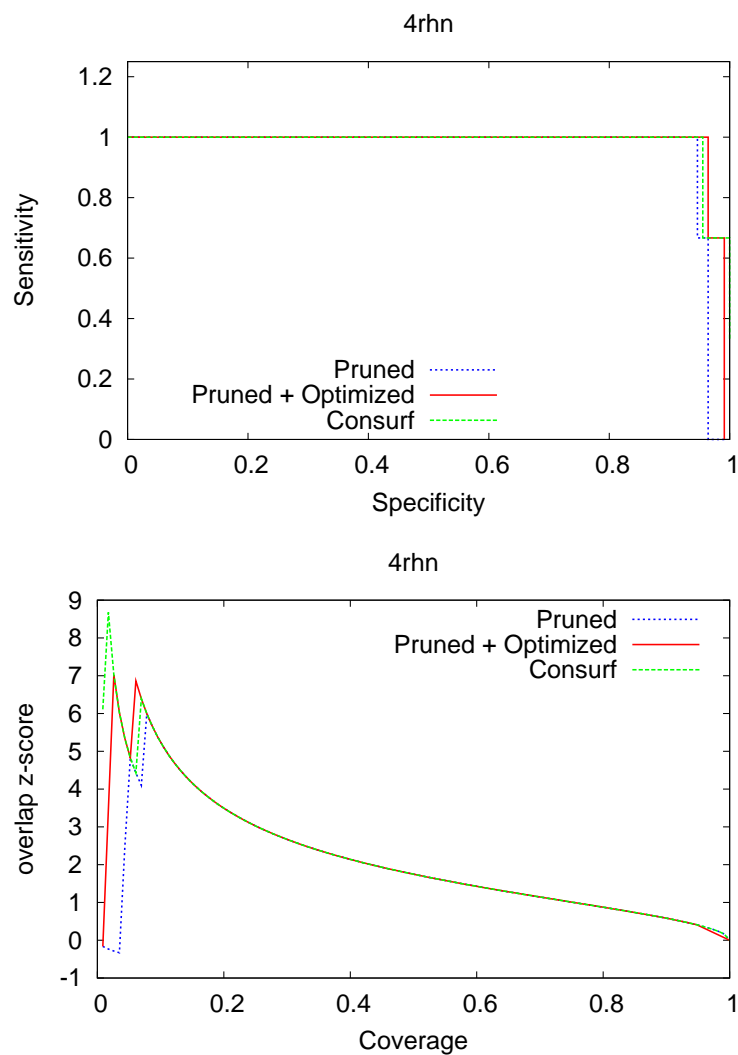 4rhn
1.2
1
0.8
0.6
0.4
0.2
0
Sensitivity
Pruned
Pruned + Optimized
Consurf
0 0.2 0.4 0.6 0.8 1
Specificity
4rhn
9
8
7
6
5
4
3
2
1
0
-1
overlap z-score
Pruned
Pruned + Optimized
Consurf
0 0.2 0.4 0.6 0.8 1
Coverage